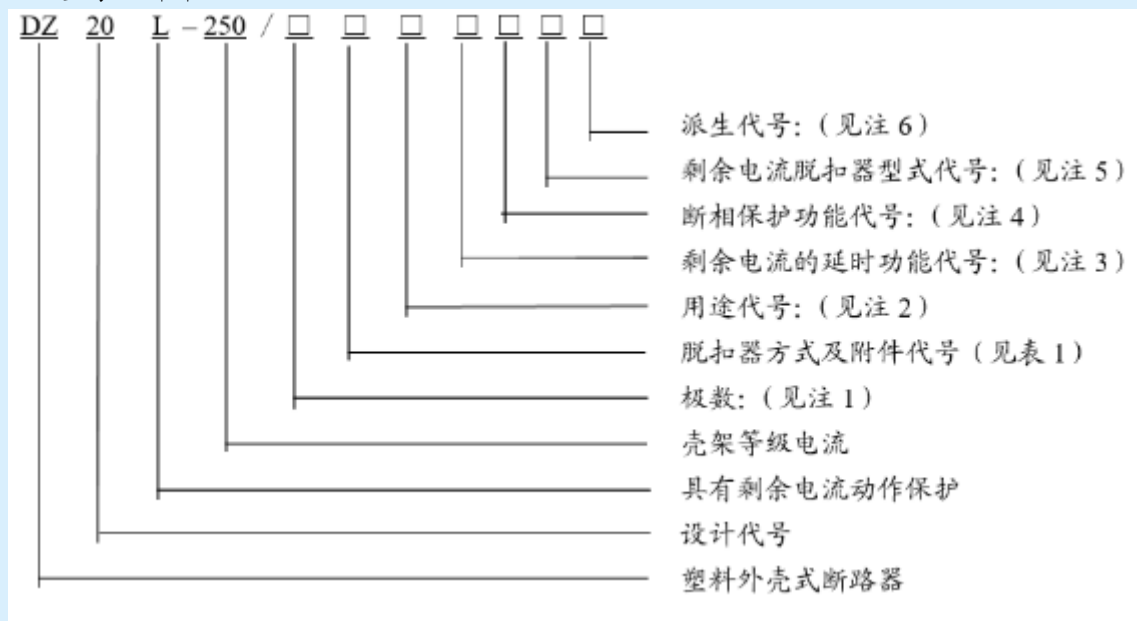 DZ 20 L - 250 / □ □ □ □ □ □ □
派生代号:(见注 6)
剩余电流脱扣器型式代号:(见注 5)
断相保护功能代号:(见注 4)
剩余电流的延时功能代号:(见注 3)
用途代号:(见注 2)
脱扣器方式及附件代号(见表 1)
极数:(见注 1)
壳架等级电流
具有剩余电流动作保护
设计代号
塑料外壳式断路器